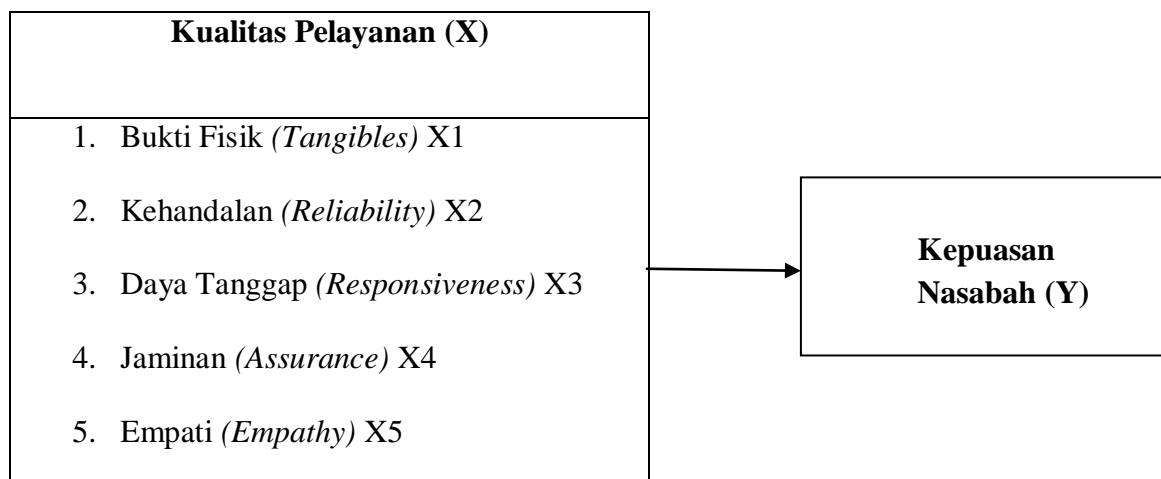 Kualitas Pelayanan (X)
1. Bukti Fisik (Tangibles) X1
2. Kehandalan (Reliability) X2
3. Daya Tanggap (Responsiveness) X3
4. Jaminan (Assurance) X4
5. Empati (Empathy) X5
Kepuasan
Nasabah (Y)